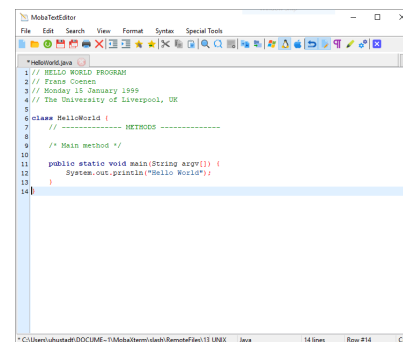 MobaTextEditor
File Edit Search View Format Syntax Special Tools
*HelloWorld.java
1 // HELLO WORLD PROGRAM
2 // Frans Coenen
3 // Monday 15 January 1999
4 // The University of Liverpool, UK
5
6 class HelloWorld {
7 // -------------- METHODS --------------
8
9 /* Main method */
10
11 public static void main(String argv[]) {
12 System.out.println("Hello World");
13 }
14 }
* C:\Users\uhustadt\DOCUME~1\MobaXterm\slash\RemoteFiles\13 UNIX Java 14 lines Row #14 C